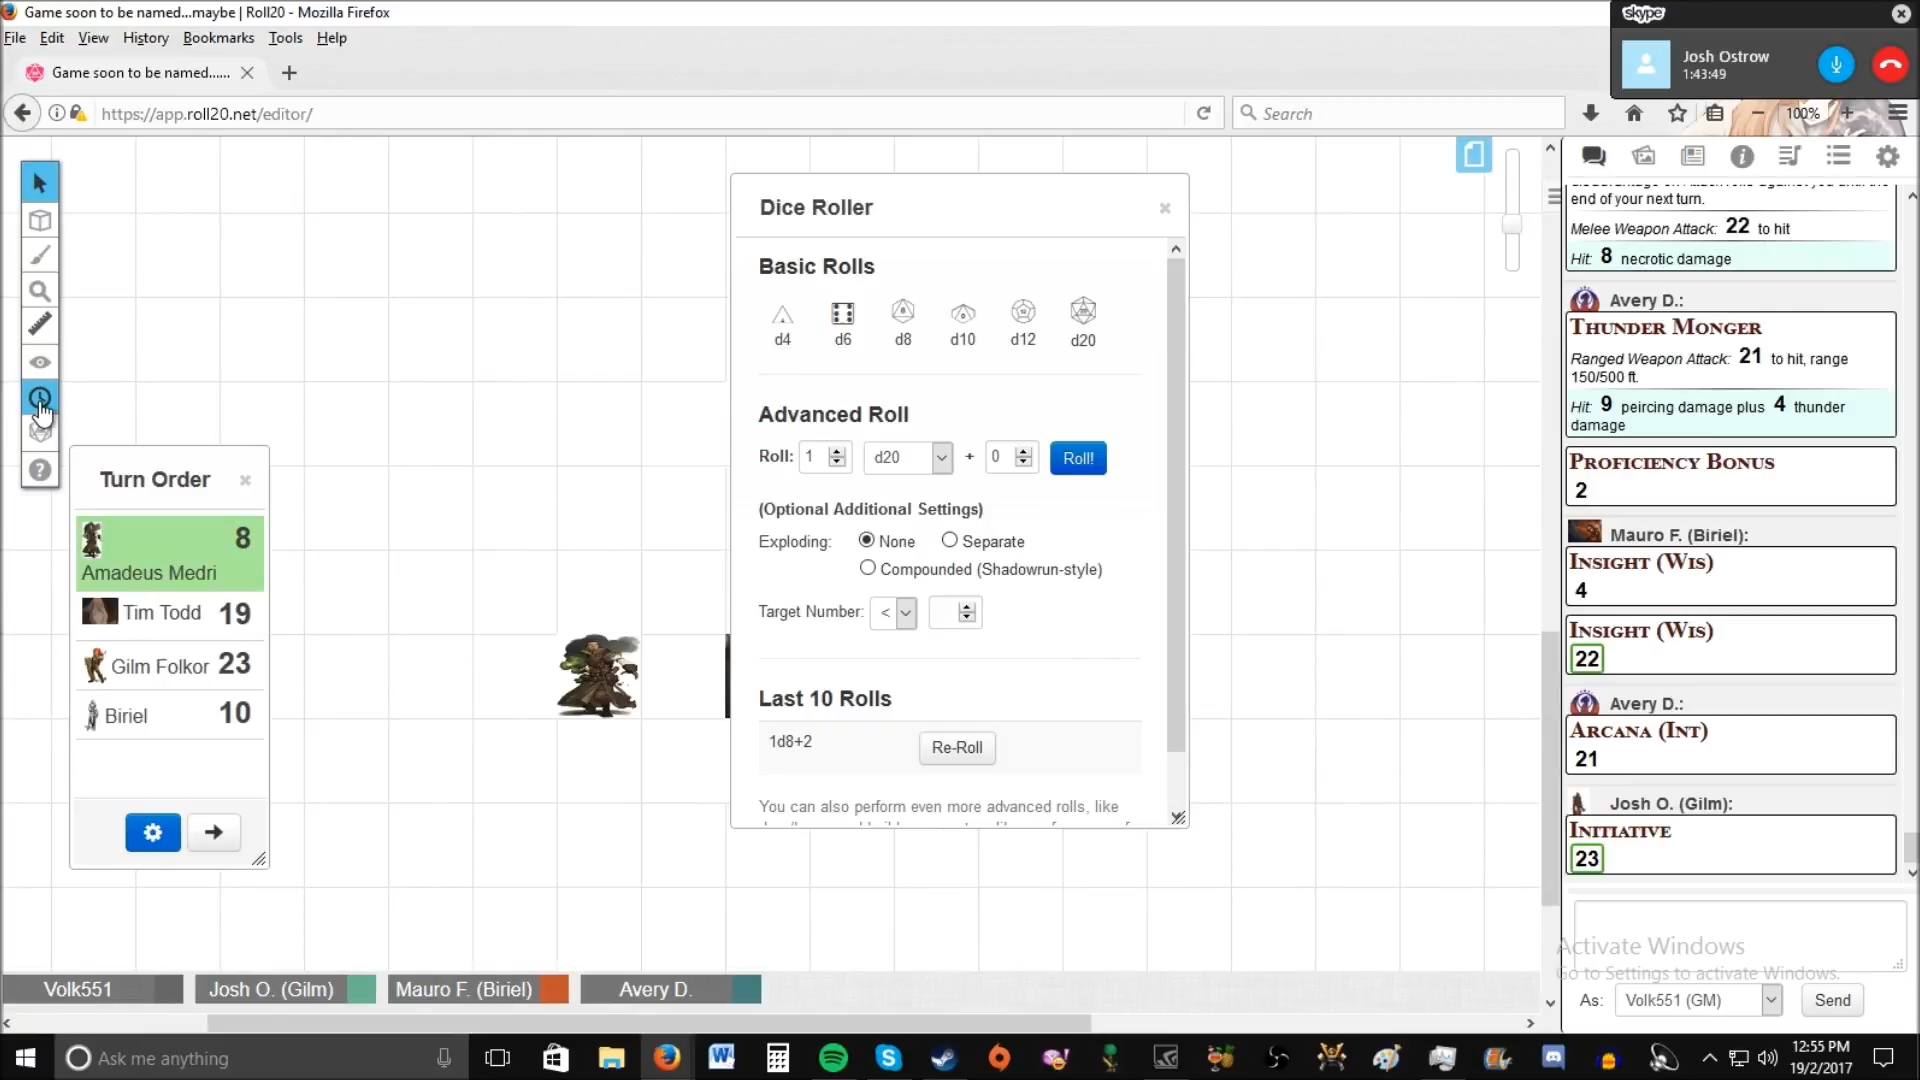 Game soon to be named...maybe | Roll20 - Mozilla Firefox
File Edit View History Bookmarks Tools Help
Game soon to be named......
https://app.roll20.net/editor/
Search
100%
skype
Josh Ostrow
1:43:49
Dice Roller
Basic Rolls
d4 d6 d8 d10 d12 d20
Advanced Roll
Roll: 1 d20 + 0 Roll!
(Optional Additional Settings)
Exploding: None Separate
Compounded (Shadowrun-style)
Target Number: <
Last 10 Rolls
1d8+2 Re-Roll
You can also perform even more advanced rolls, like
Turn Order
8
Amadeus Medri
Tim Todd 19
Gilm Folkor 23
Biriel 10
end of your next turn.
Melee Weapon Attack: 22 to hit
Hit: 8 necrotic damage
Avery D.:
THUNDER MONGER
Ranged Weapon Attack: 21 to hit, range
150/500 ft.
Hit: 9 peircing damage plus 4 thunder
damage
PROFICIENCY BONUS
2
Mauro F. (Biriel):
INSIGHT (WIS)
4
INSIGHT (WIS)
22
Avery D.:
ARCANA (INT)
21
Josh O. (Gilm):
INITIATIVE
23
Activate Windows
Go to Settings to activate Windows.
As: Volk551 (GM) Send
Volk551 Josh O. (Gilm) Mauro F. (Biriel) Avery D.
Ask me anything
12:55 PM
19/2/2017